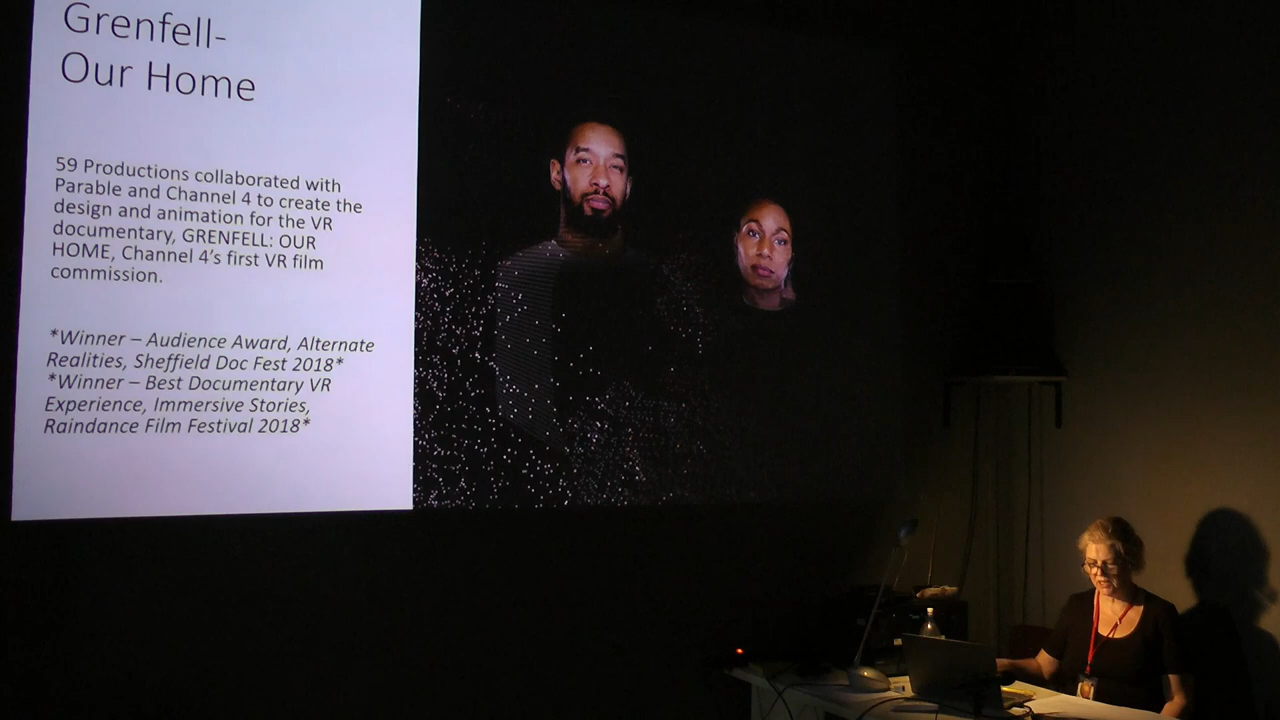 Grenfell-
Our Home
59 Productions collaborated with
Parable and Channel 4 to create the
design and animation for the VR
documentary, GRENFELL: OUR
HOME, Channel 4's first VR film
commission.
*Winner – Audience Award, Alternate
Realities, Sheffield Doc Fest 2018*
*Winner – Best Documentary VR
Experience, Immersive Stories,
Raindance Film Festival 2018*